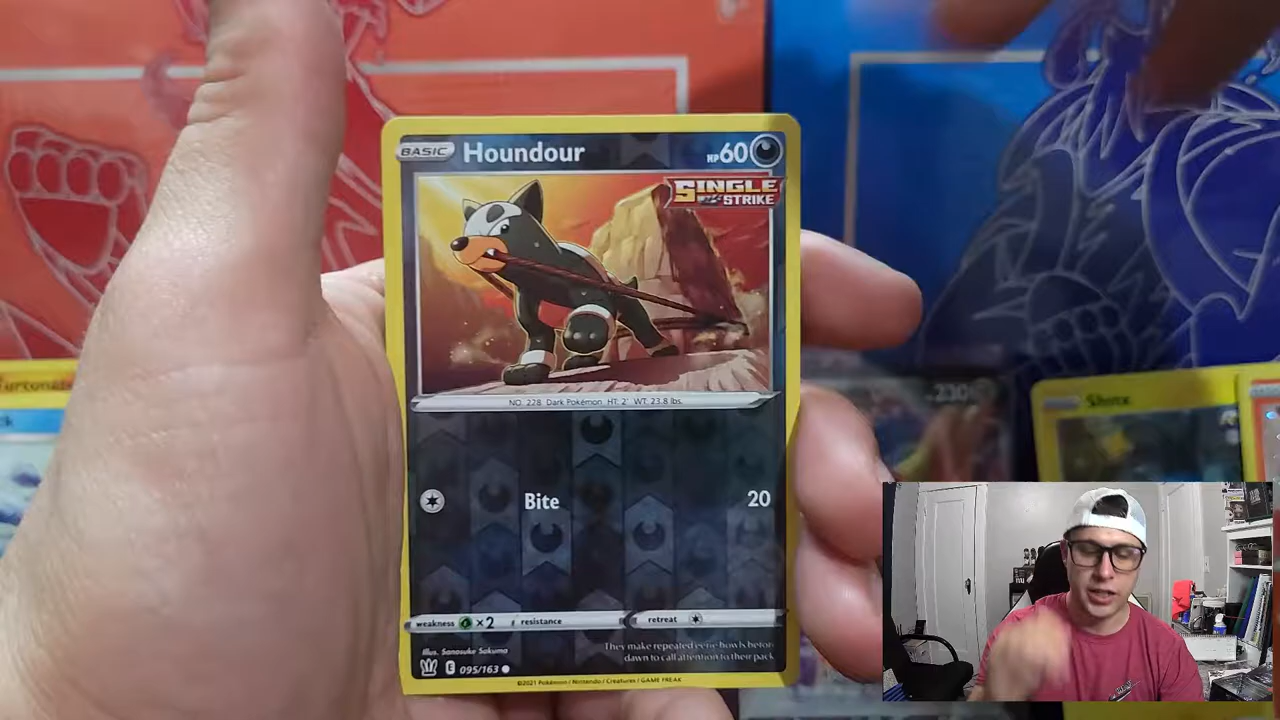 BASIC Houndour HP60
SINGLE
STRIKE
NO. 228 Dark Pokémon HT: 2' WT: 23.8 lbs.
Bite 20
weakness ×2 resistance retreat
They make repeated eerie howls before
dawn to call attention to their pack
Illus. Sanosuke Sakuma
E 095/163
©2021 Pokémon / Nintendo / Creatures / GAME FREAK
230
Shinx